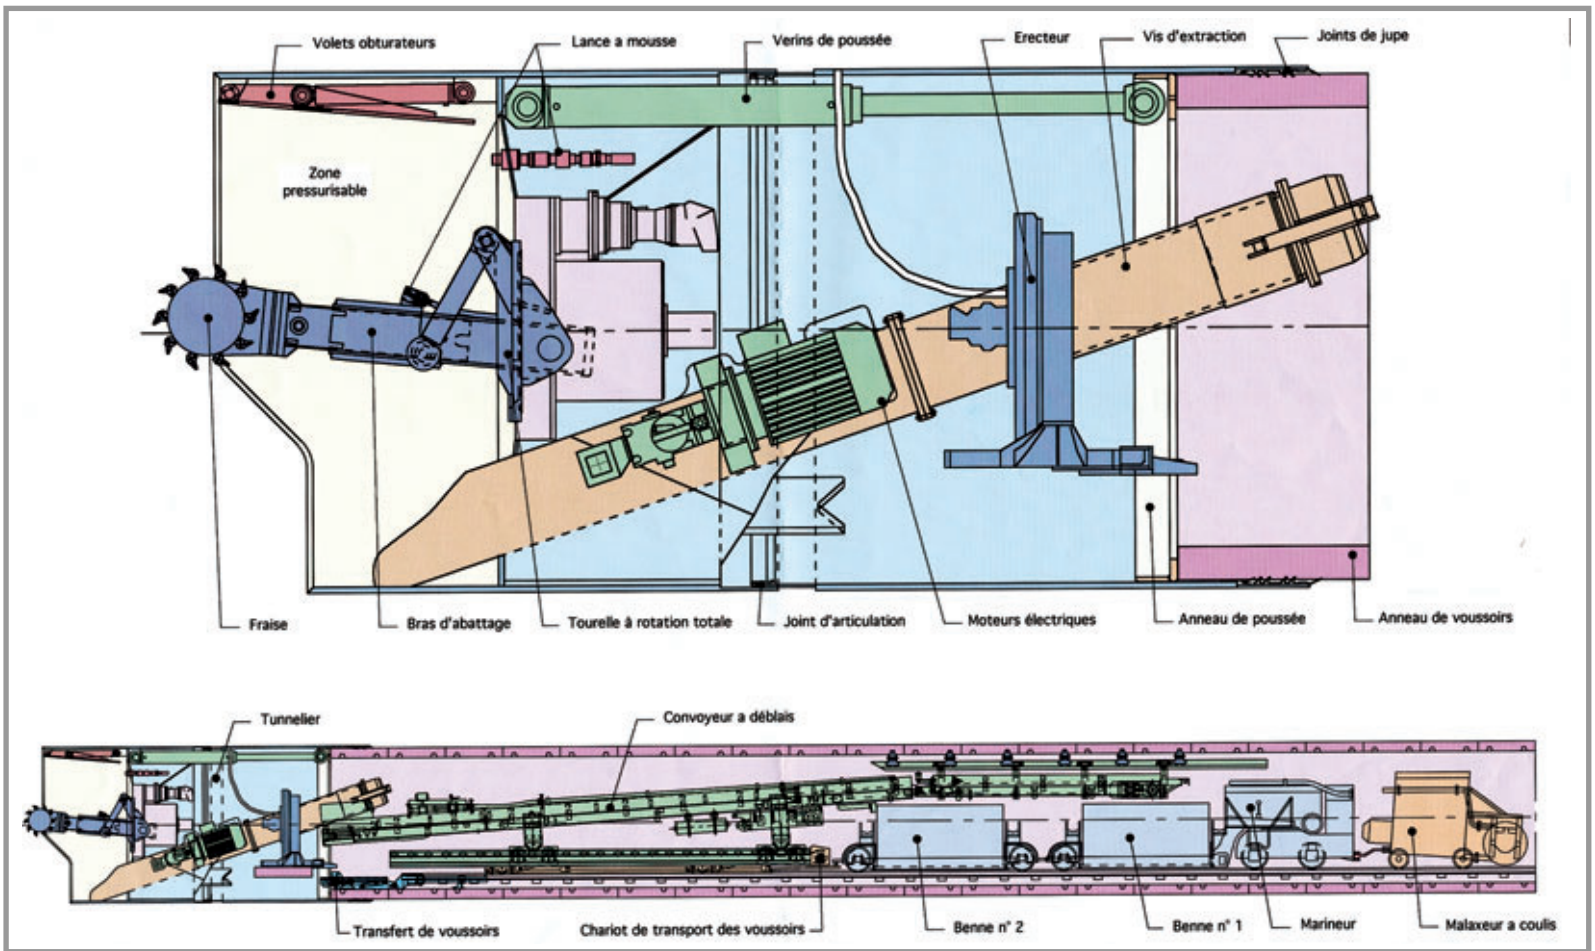 Volets obturateurs
Lance a mousse
Verins de poussée
Erecteur
Vis d'extraction
Joints de jupe
Zone
pressurisable
Fraise
Bras d'abattage
Tourelle à rotation totale
Joint d'articulation
Moteurs électriques
Anneau de poussée
Anneau de voussoirs
Tunnelier
Convoyeur a déblais
Transfert de voussoirs
Chariot de transport des voussoirs
Benne n° 2
Benne n° 1
Marineur
Malaxeur a coulis